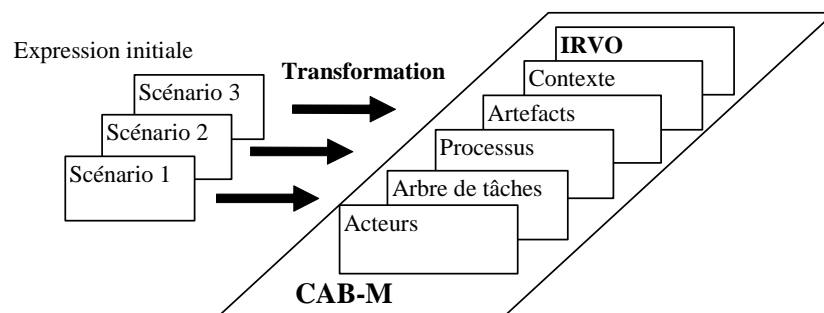 Expression initiale
Scénario 3
Scénario 2
Scénario 1
Transformation
IRVO
Contexte
Artefacts
Processus
Arbre de tâches
Acteurs
CAB-M